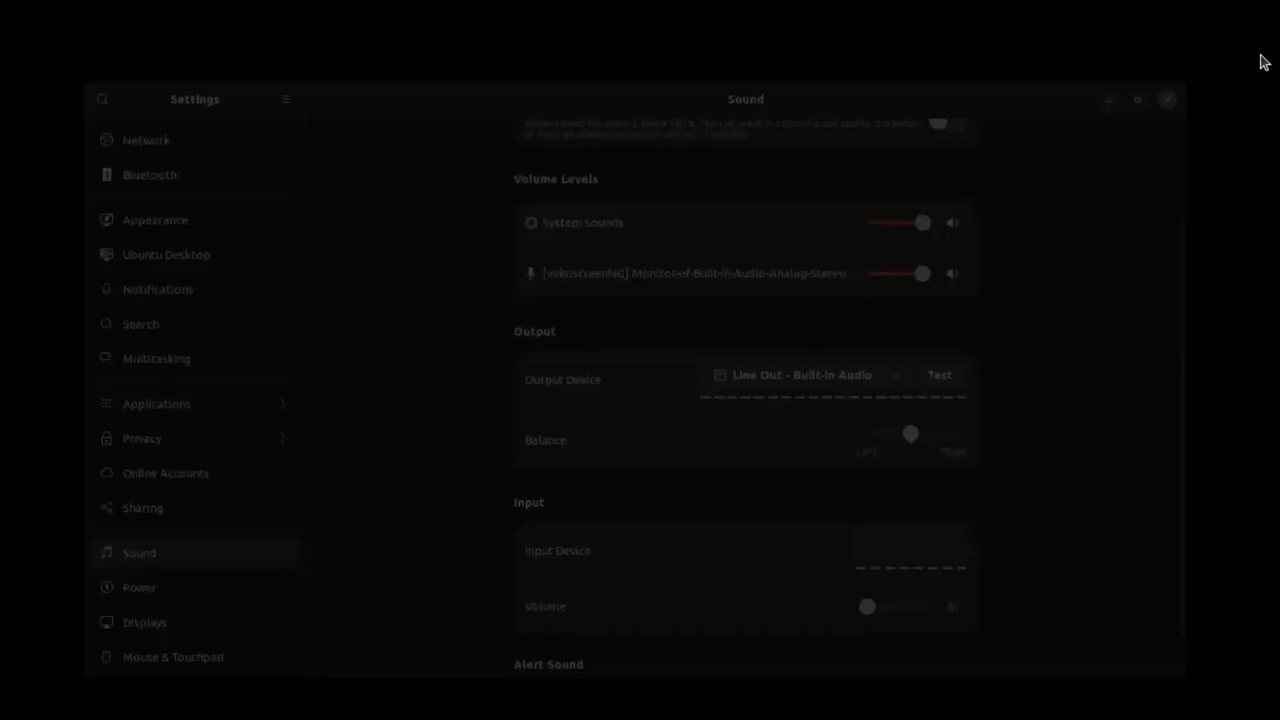 Settings
Sound
Network
Bluetooth
Appearance
Ubuntu Desktop
Notifications
Search
Multitasking
Applications
Privacy
Online Accounts
Sharing
Sound
Power
Displays
Mouse & Touchpad
Volume Levels
System Sounds
[vokoscreenNG] Monitor-of-Built-in-Audio-Analog-Stereo
Output
Output Device
Line Out - Built-in Audio
Test
Balance
Left
Right
Input
Input Device
Volume
Alert Sound